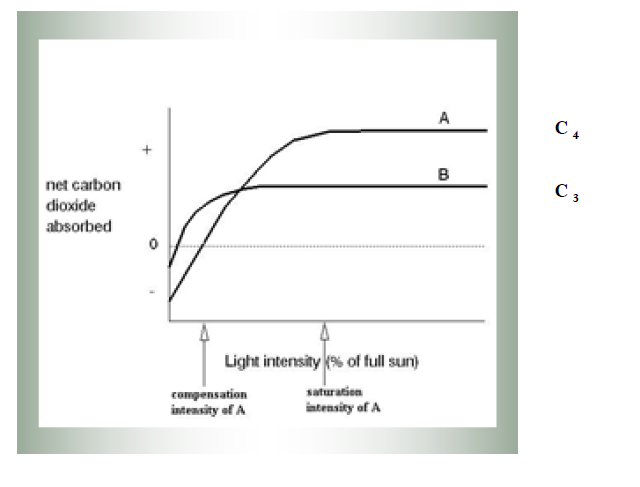 A
C 4
+
B
net carbon
dioxide
absorbed
C 3
0
-
Light intensity (% of full sun)
compensation
intensity of A
saturation
intensity of A